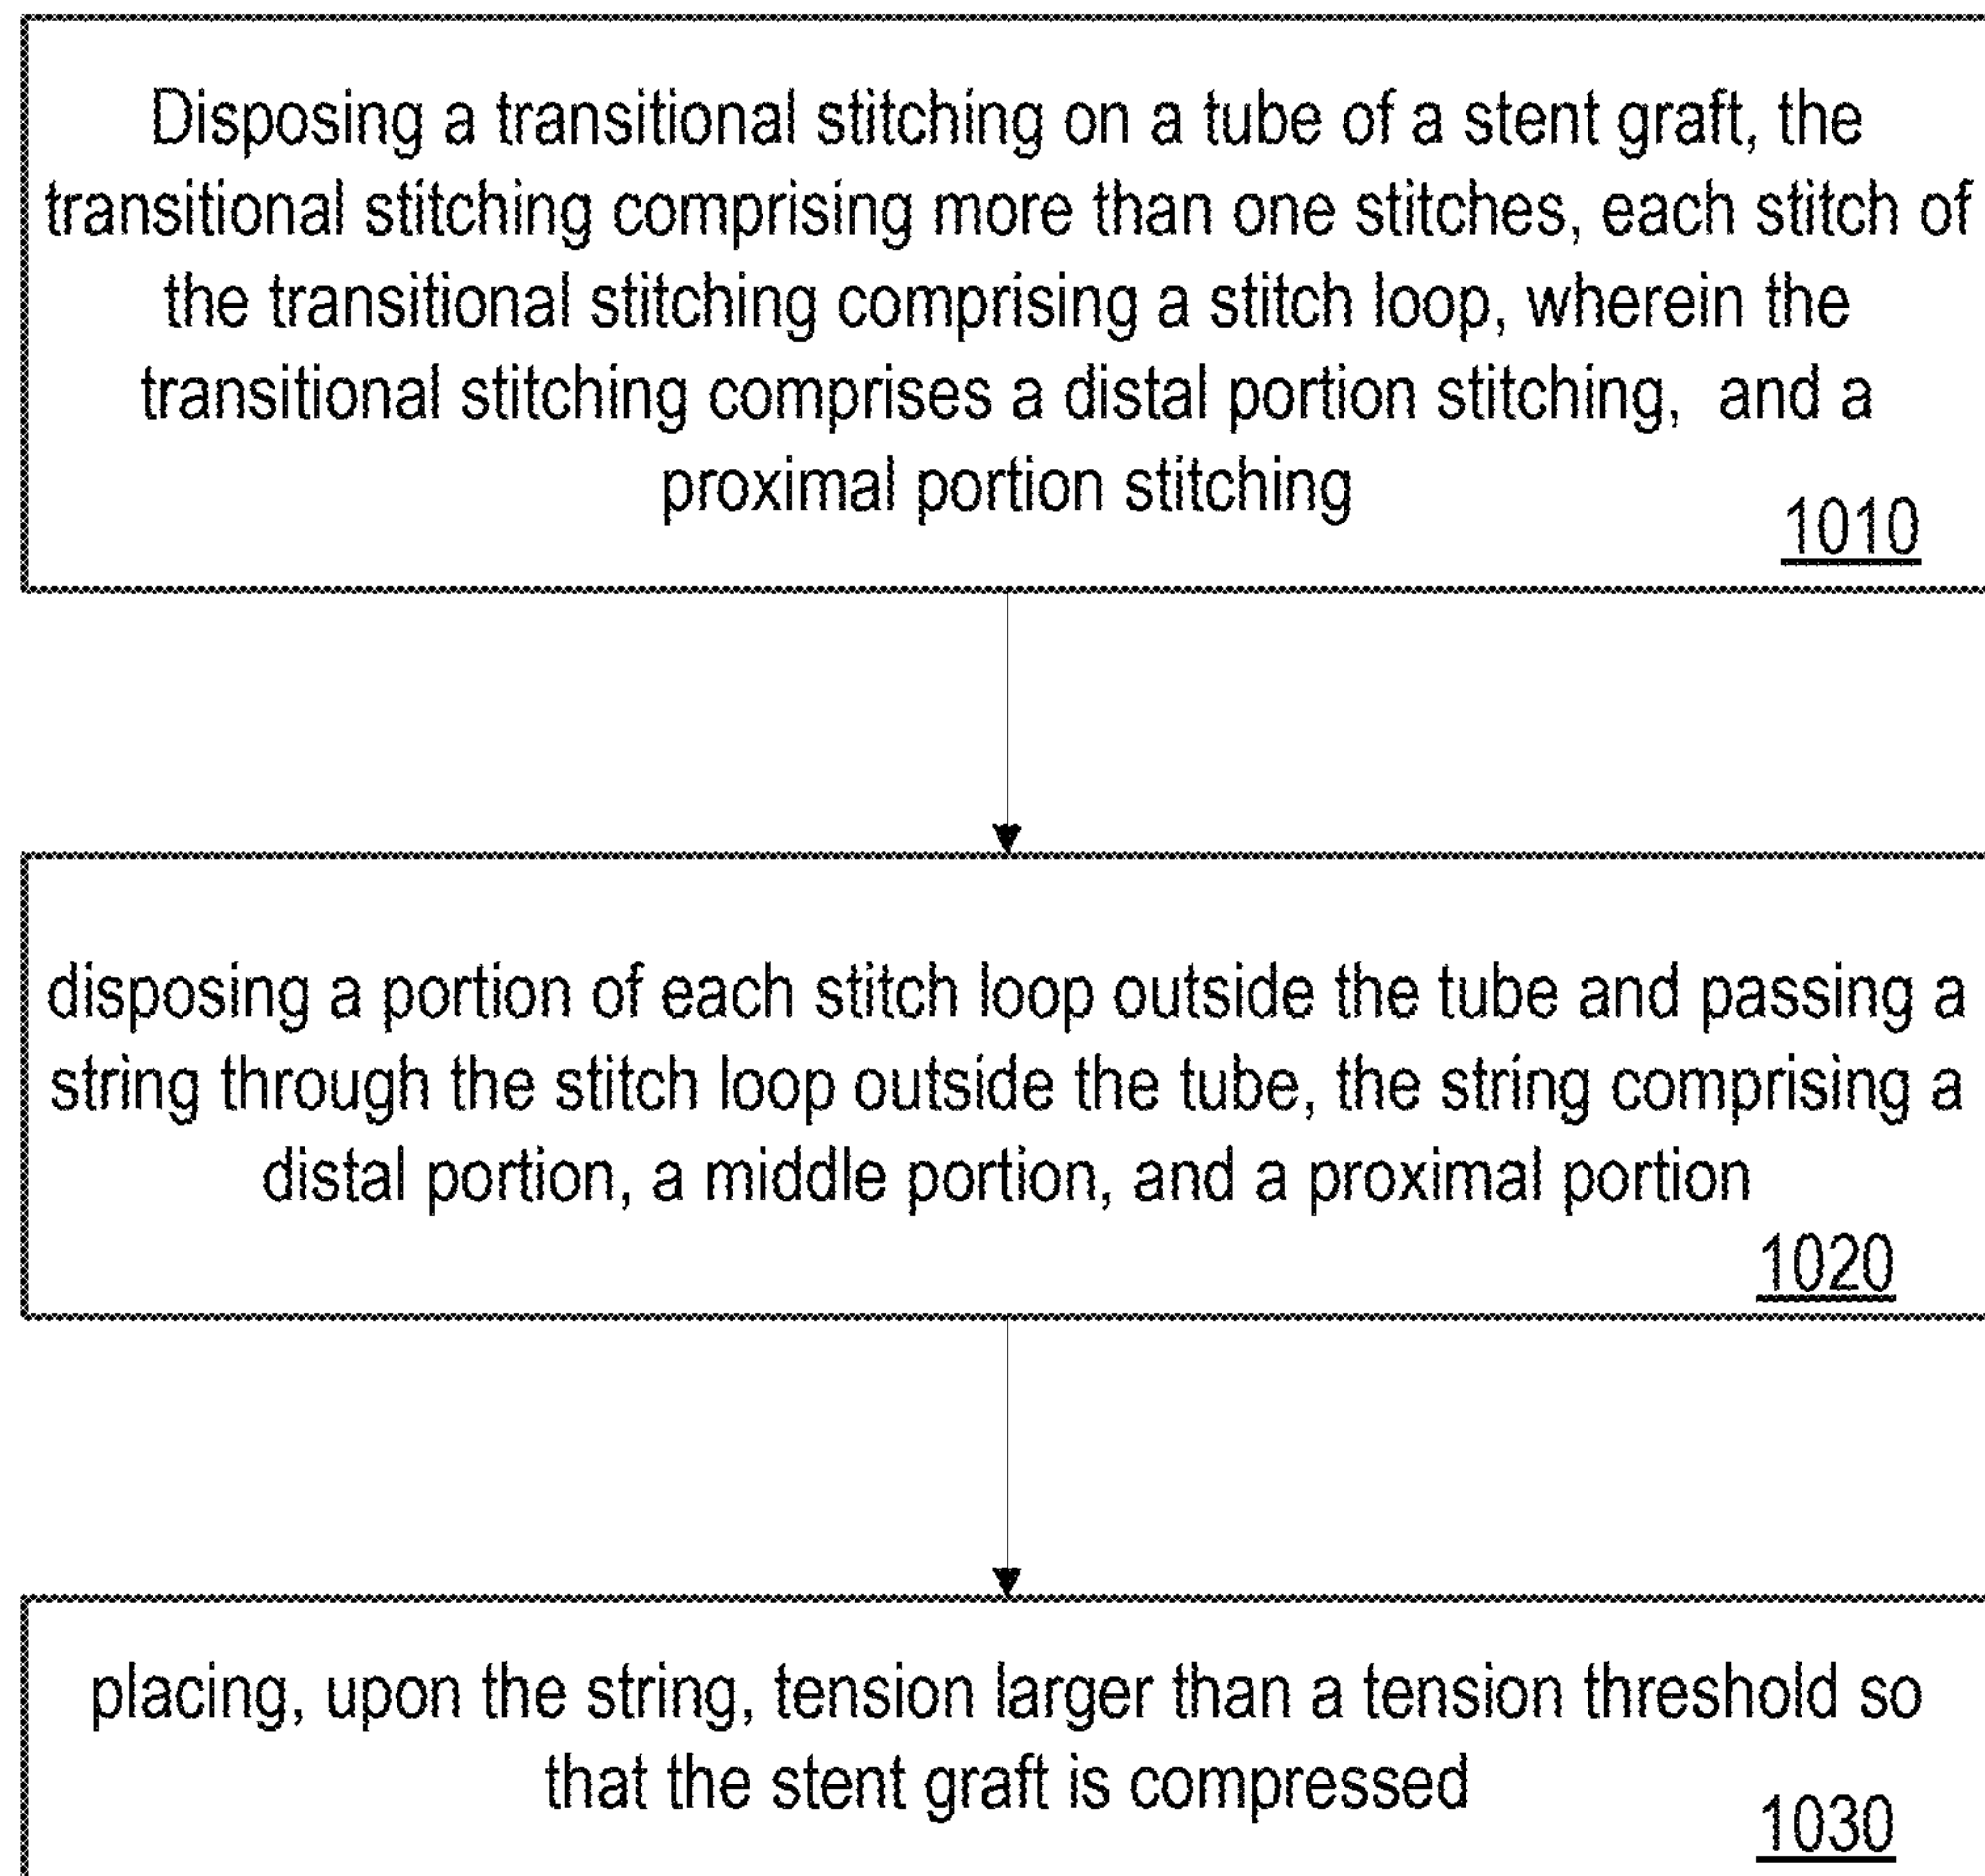 Disposing a transitional stitching on a tube of a stent graft, the
transitional stitching comprising more than one stitches, each stitch of
the transitional stitching comprising a stitch loop, wherein the
transitional stitching comprises a distal portion stitching, and a
proximal portion stitching
1010
disposing a portion of each stitch loop outside the tube and passing a
string through the stitch loop outside the tube, the string comprising a
distal portion, a middle portion, and a proximal portion
1020
placing, upon the string, tension larger than a tension threshold so
that the stent graft is compressed
1030